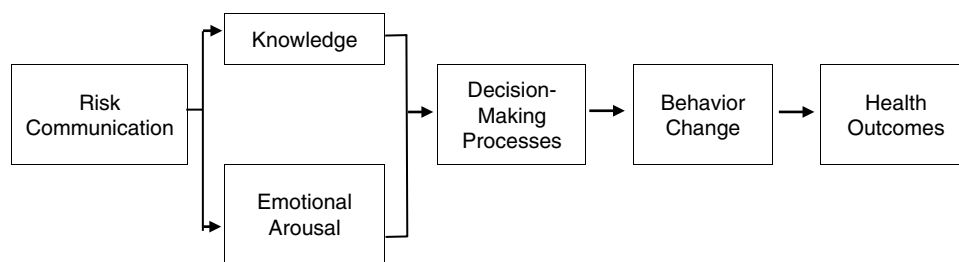 Risk
Communication
Knowledge
Emotional
Arousal
Decision-
Making
Processes
Behavior
Change
Health
Outcomes